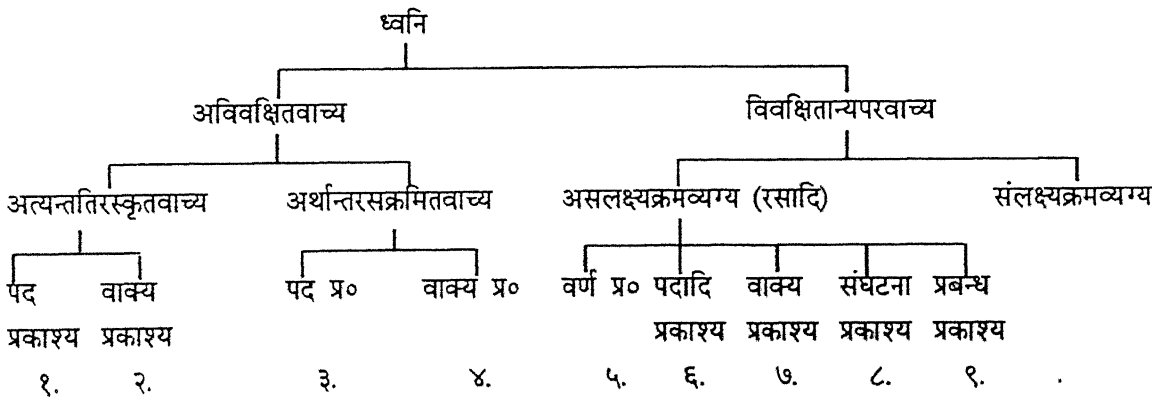 ध्वनि
अविवक्षितवाच्य विवक्षितान्यपरवाच्य
अत्यन्ततिरस्कृतवाच्य अर्थान्तरसक्रमितवाच्य असलक्ष्यक्रमव्यग्य (रसादि) संलक्ष्यक्रमव्यग्य
पद वाक्य पद प्र० वाक्य प्र० वर्ण प्र० पदादि वाक्य संघटना प्रबन्ध
प्रकाश्य प्रकाश्य प्रकाश्य प्रकाश्य प्रकाश्य प्रकाश्य
१. २. ३. ४. ५. ६. ७. ८. ९. .